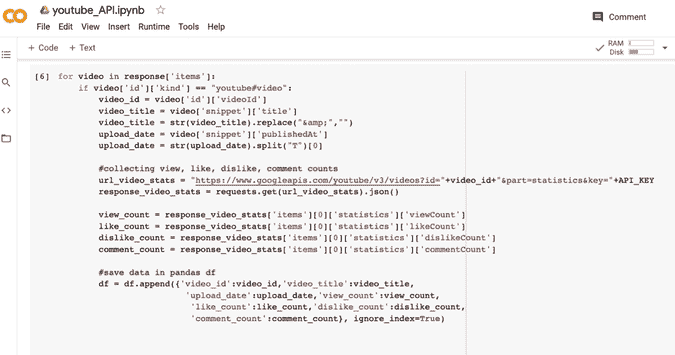 youtube_API.ipynb
Comment
File Edit View Insert Runtime Tools Help
+ Code + Text
RAM
Disk
[6] for video in response['items']:
if video['id']['kind'] == "youtube#video":
video_id = video['id']['videoId']
video_title = video['snippet']['title']
video_title = str(video_title).replace("&amp;","")
upload_date = video['snippet']['publishedAt']
upload_date = str(upload_date).split("T")[0]
#collecting view, like, dislike, comment counts
url_video_stats = "https://www.googleapis.com/youtube/v3/videos?id="+video_id+"&part=statistics&key="+API_KEY
response_video_stats = requests.get(url_video_stats).json()
view_count = response_video_stats['items'][0]['statistics']['viewCount']
like_count = response_video_stats['items'][0]['statistics']['likeCount']
dislike_count = response_video_stats['items'][0]['statistics']['dislikeCount']
comment_count = response_video_stats['items'][0]['statistics']['commentCount']
#save data in pandas df
df = df.append({'video_id':video_id,'video_title':video_title,
'upload_date':upload_date,'view_count':view_count,
'like_count':like_count,'dislike_count':dislike_count,
'comment_count':comment_count}, ignore_index=True)